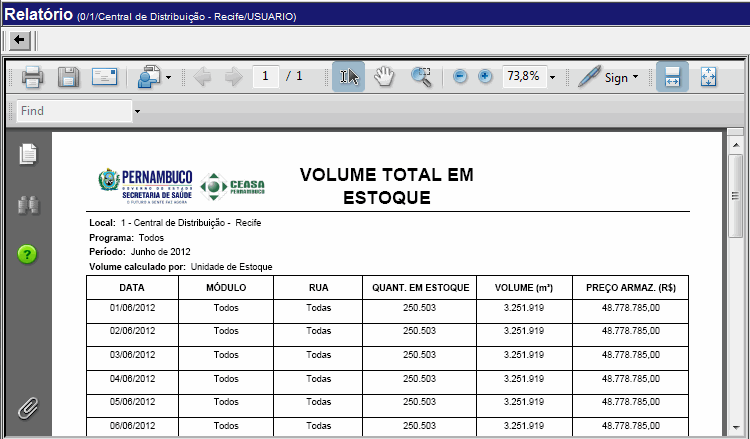 Relatório (0/1/Central de Distribuição - Recife/USUARIO)
1 / 1 73,8% Sign
Find
PERNAMBUCO
GOVERNO DO ESTADO
SECRETARIA DE SAÚDE
O FUTURO A GENTE FAZ AGORA
CEASA
PERNAMBUCO
VOLUME TOTAL EM
ESTOQUE
Local: 1 - Central de Distribuição - Recife
Programa: Todos
Período: Junho de 2012
Volume calculado por: Unidade de Estoque
DATA MÓDULO RUA QUANT. EM ESTOQUE VOLUME (m³) PREÇO ARMAZ. (R$)
01/06/2012 Todos Todas 250.503 3.251.919 48.778.785,00
02/06/2012 Todos Todas 250.503 3.251.919 48.778.785,00
03/06/2012 Todos Todas 250.503 3.251.919 48.778.785,00
04/06/2012 Todos Todas 250.503 3.251.919 48.778.785,00
05/06/2012 Todos Todas 250.503 3.251.919 48.778.785,00
06/06/2012 Todos Todas 250.503 3.251.919 48.778.785,00